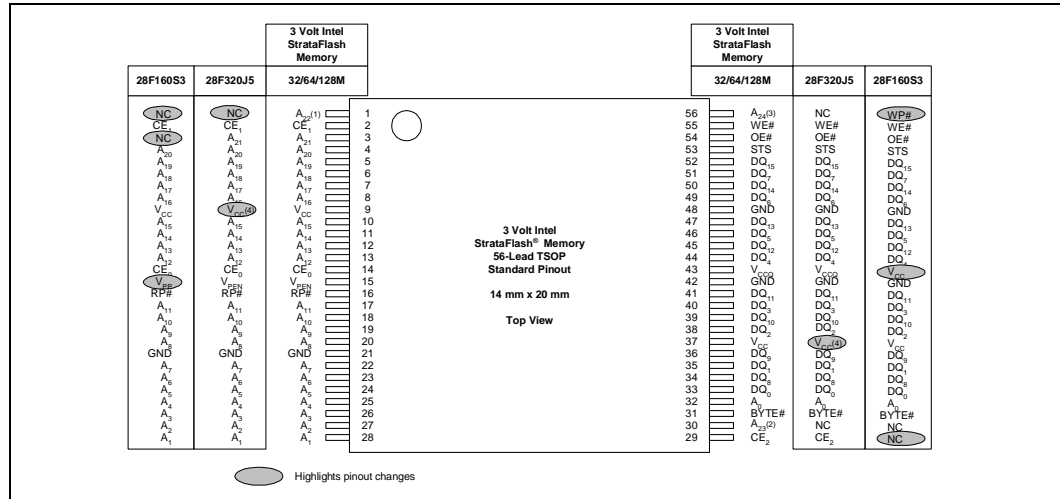 3 Volt Intel
StrataFlash
Memory
3 Volt Intel
StrataFlash
Memory
28F160S3 28F320J5 32/64/128M
32/64/128M 28F320J5 28F160S3
NC NC A22(1) 1 56 A24(3) NC WP#
CE1 CE1 CE1 2 55 WE# WE# WE#
NC A21 A21 3 54 OE# OE# OE#
A20 A20 A20 4 53 STS STS STS
A19 A19 A19 5 52 DQ15 DQ15 DQ15
A18 A18 A18 6 51 DQ7 DQ7 DQ7
A17 A17 A17 7 50 DQ14 DQ14 DQ14
A16 A16 A16 8 49 DQ6 DQ6 DQ6
VCC VCC(4) VCC 9 48 GND GND GND
A15 A15 A15 10 47 DQ13 DQ13 DQ13
A14 A14 A14 11 46 DQ5 DQ5 DQ5
A13 A13 A13 12 45 DQ12 DQ12 DQ12
A12 A12 A12 13 44 DQ4 DQ4 DQ4
CE0 CE0 CE0 14 43 VCCQ VCCQ VCC
VPP VPEN VPEN 15 42 GND GND GND
RP# RP# RP# 16 41 DQ11 DQ11 DQ11
A11 A11 A11 17 40 DQ3 DQ3 DQ3
A10 A10 A10 18 39 DQ10 DQ10 DQ10
A9 A9 A9 19 38 DQ2 DQ2 DQ2
A8 A8 A8 20 37 VCC VCC(4) VCC
GND GND GND 21 36 DQ9 DQ9 DQ9
A7 A7 A7 22 35 DQ1 DQ1 DQ1
A6 A6 A6 23 34 DQ8 DQ8 DQ8
A5 A5 A5 24 33 DQ0 DQ0 DQ0
A4 A4 A4 25 32 A0 A0 A0
A3 A3 A3 26 31 BYTE# BYTE# BYTE#
A2 A2 A2 27 30 A23(2) NC NC
A1 A1 A1 28 29 CE2 CE2 NC
3 Volt Intel
StrataFlash® Memory
56-Lead TSOP
Standard Pinout
14 mm x 20 mm
Top View
Highlights pinout changes